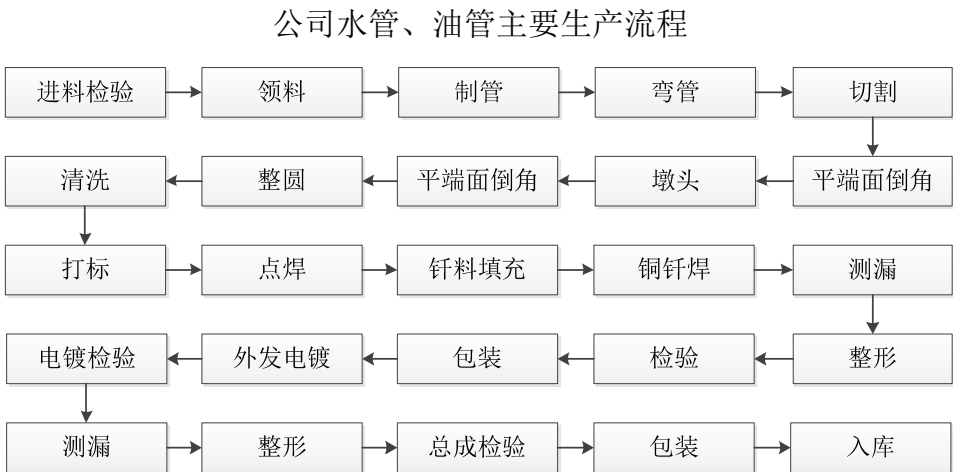 公司水管、油管主要生产流程
进料检验
领料
制管
弯管
切割
平端面倒角
墩头
平端面倒角
整圆
清洗
打标
点焊
钎料填充
铜钎焊
测漏
整形
检验
包装
外发电镀
电镀检验
测漏
整形
总成检验
包装
入库